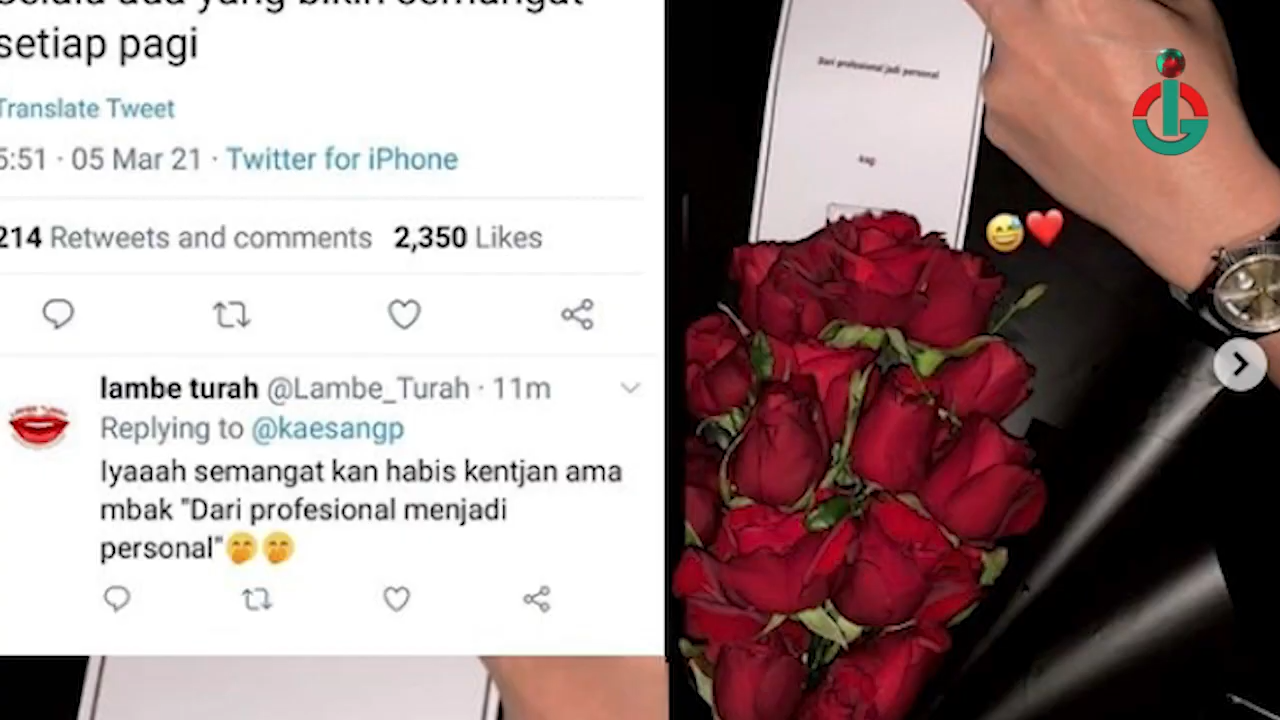 setiap pagi
Translate Tweet
5:51 · 05 Mar 21 · Twitter for iPhone
214 Retweets and comments 2,350 Likes
lambe turah @Lambe_Turah · 11m
Replying to @kaesangp
Iyaaah semangat kan habis kentjan ama
mbak "Dari profesional menjadi
personal"🤭🤭
Dari profesional jadi personal